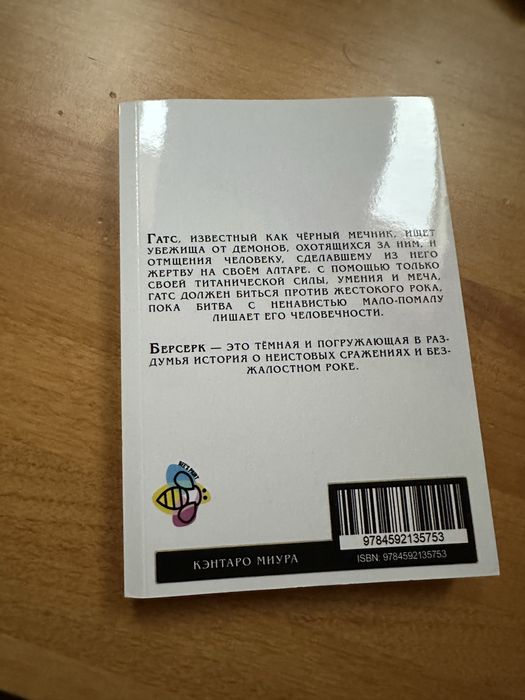 Гатс, известный как чёрный мечник, ищет
убежища от демонов, охотящихся за ним, и
отмщения человеку, сделавшему из него
жертву на своём алтаре. С помощью только
своей титанической силы, умения и меча,
Гатс должен биться против жестокого рока,
пока битва с ненавистью мало-помалу
лишает его человечности.
Берсерк — это тёмная и погружающая в раз-
думья история о неистовых сражениях и без-
жалостном роке.
9784592135753
ISBN: 9784592135753
КЭНТАРО МИУРА